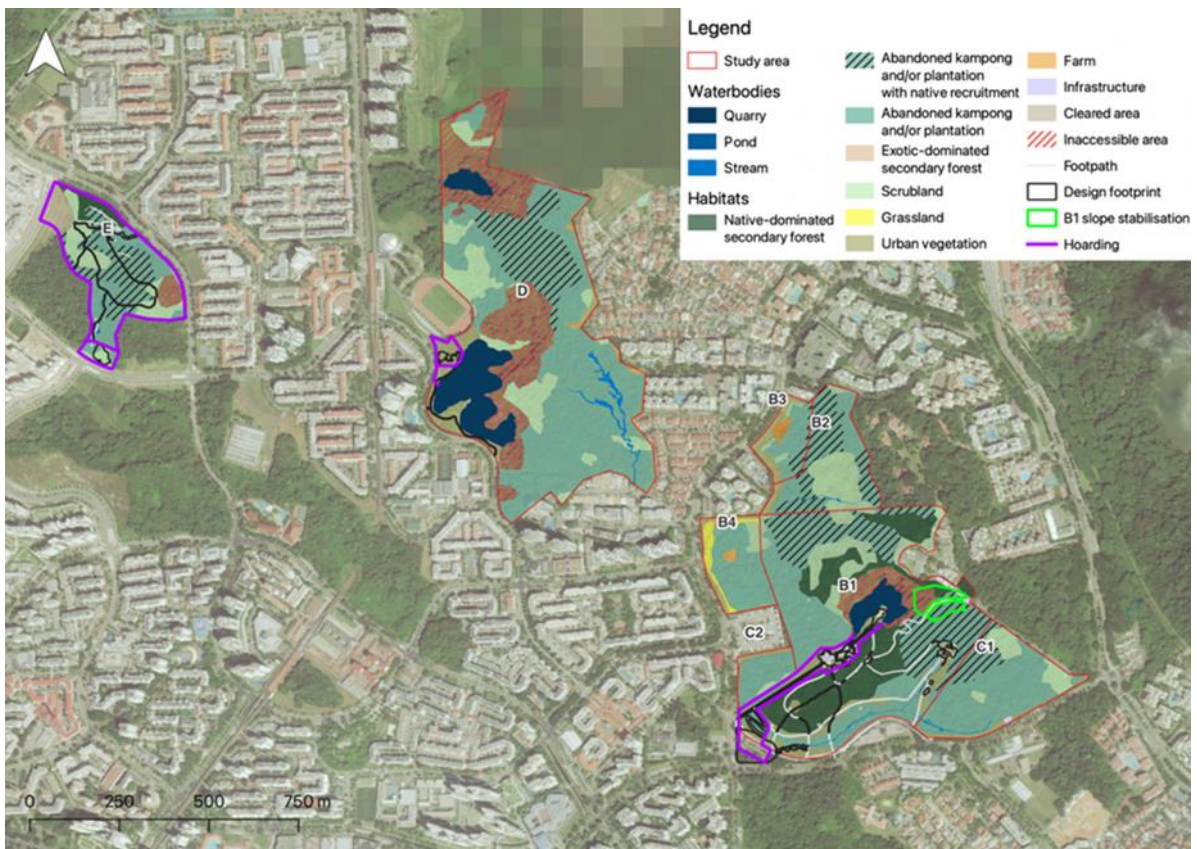 Legend
Study area
Waterbodies
Quarry
Pond
Stream
Habitats
Native-dominated
secondary forest
Abandoned kampong
and/or plantation
with native recruitment
Abandoned kampong
and/or plantation
Exotic-dominated
secondary forest
Scrubland
Grassland
Urban vegetation
Farm
Infrastructure
Cleared area
Inaccessible area
Footpath
Design footprint
B1 slope stabilisation
Hoarding
E
D
B3
B2
B4
B1
C2
C1
0 250 500 750 m